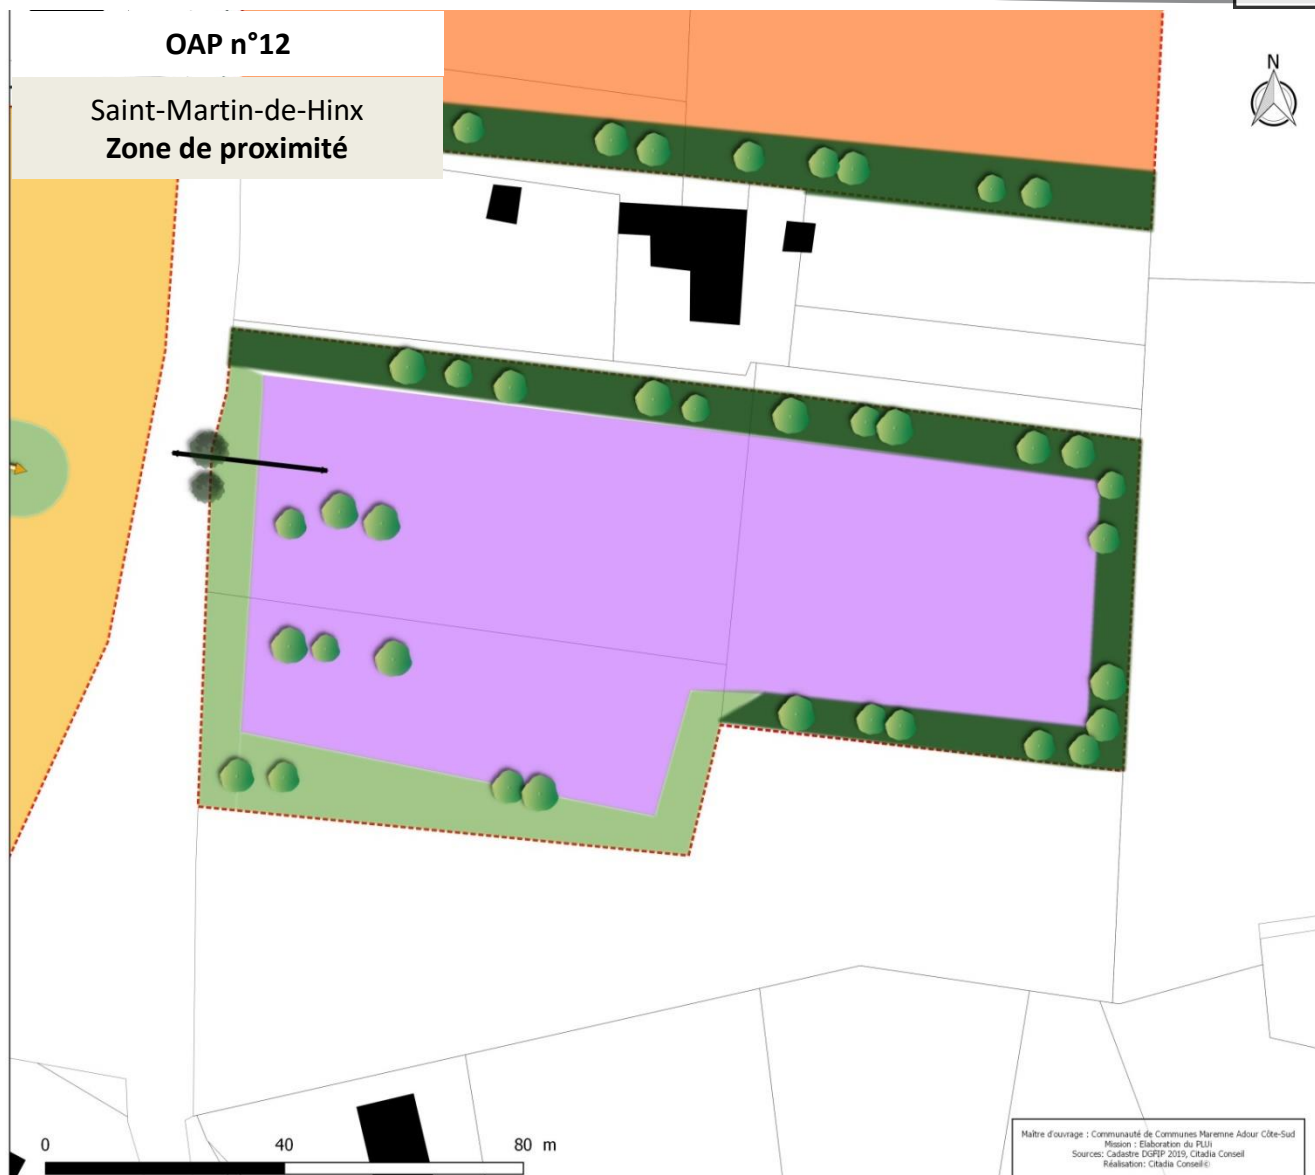 OAP n°12
Saint-Martin-de-Hinx
Zone de proximité
N
0 40 80 m
Maître d'ouvrage : Communauté de Communes Maremne Adour Côte-Sud
Mission : Elaboration du PLUi
Sources: Cadastre DGFIP 2019, Citadia Conseil
Réalisation: Citadia Conseil©